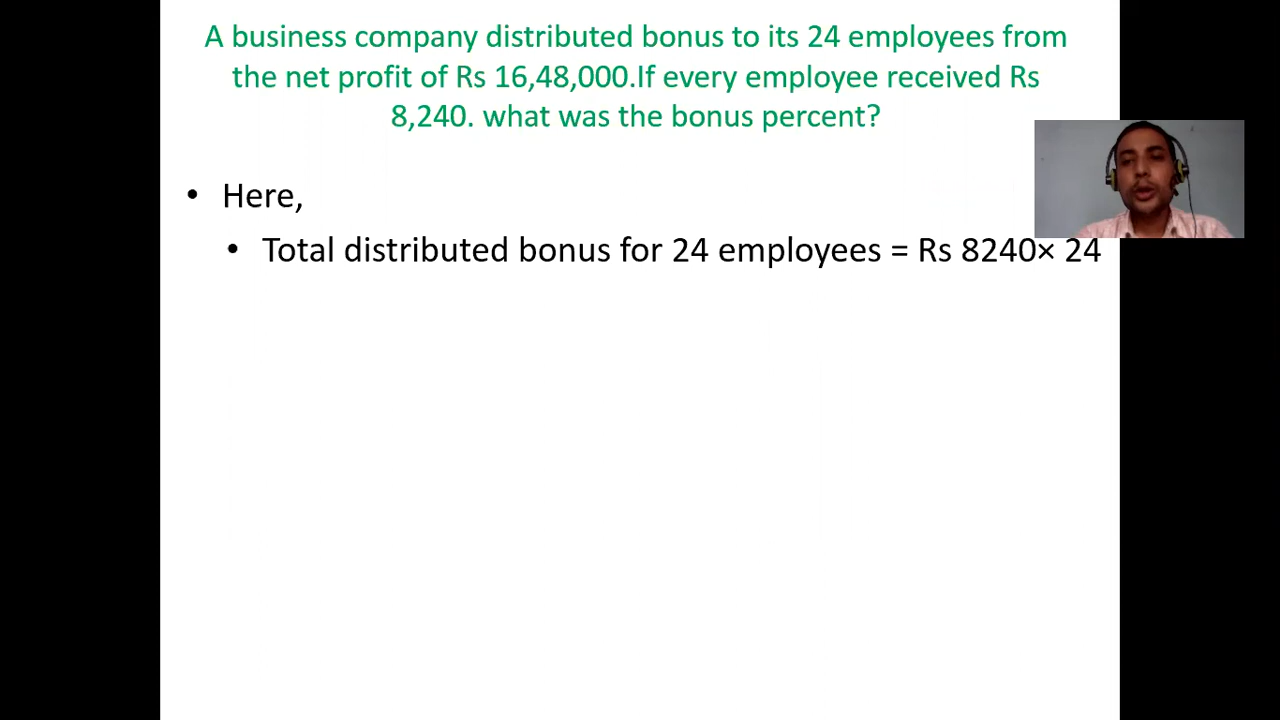 A business company distributed bonus to its 24 employees from
the net profit of Rs 16,48,000.If every employee received Rs
8,240. what was the bonus percent?
• Here,
• Total distributed bonus for 24 employees = Rs 8240× 24